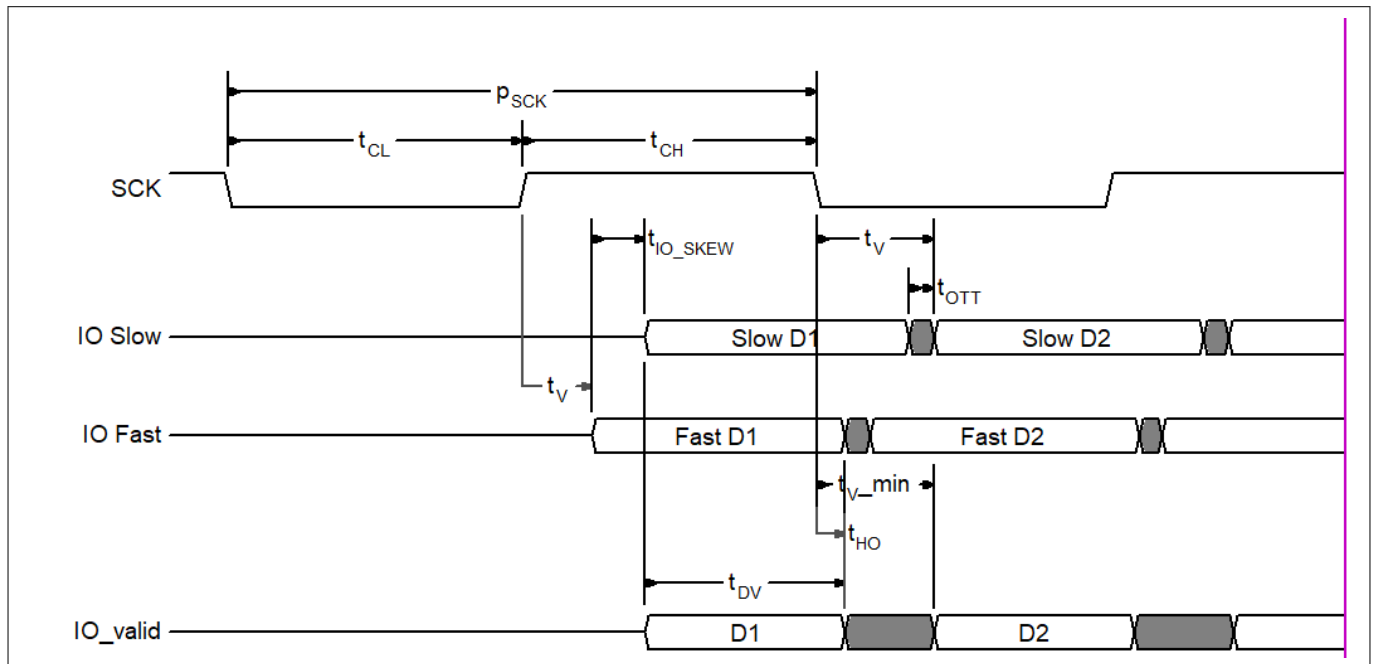 pSCK
tCL
tCH
SCK
tIO_SKEW
tV
tOTT
IO Slow
Slow D1
Slow D2
tV
IO Fast
Fast D1
Fast D2
tV_min
tHO
tDV
IO_valid
D1
D2